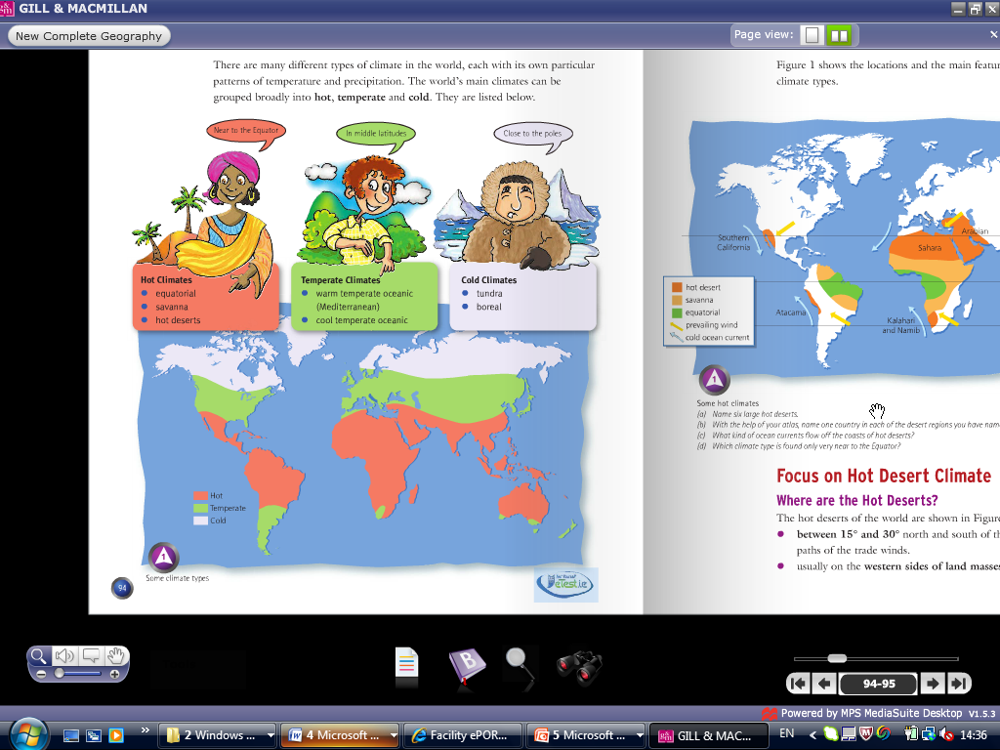 GILL & MACMILLAN
New Complete Geography
Page view:
There are many different types of climate in the world, each with its own particular
patterns of temperature and precipitation. The world's main climates can be
grouped broadly into hot, temperate and cold. They are listed below.
Near to the Equator
In middle latitudes
Close to the poles
Hot Climates
equatorial
savanna
hot deserts
Temperate Climates
warm temperate oceanic
(Mediterranean)
cool temperate oceanic
Cold Climates
tundra
boreal
Hot
Temperate
Cold
1
Some climate types
94
eTest.ie
Figure 1 shows the locations and the main featur
climate types.
Southern
California
Arabian
Sahara
Atacama
Kalahari
and Namib
hot desert
savanna
equatorial
prevailing wind
cold ocean current
1
Some hot climates
(a) Name six large hot deserts.
(b) With the help of your atlas, name one country in each of the desert regions you have nam
(c) What kind of ocean currents flow off the coasts of hot deserts?
(d) Which climate type is found only very near to the Equator?
Focus on Hot Desert Climate
Where are the Hot Deserts?
The hot deserts of the world are shown in Figure
between 15° and 30° north and south of th
paths of the trade winds.
usually on the western sides of land masses
B
94-95
Powered by MPS MediaSuite Desktop v1.5.3
2 Windows ...
4 Microsoft ...
Facility ePOR...
5 Microsoft ...
GILL & MAC...
EN
14:36